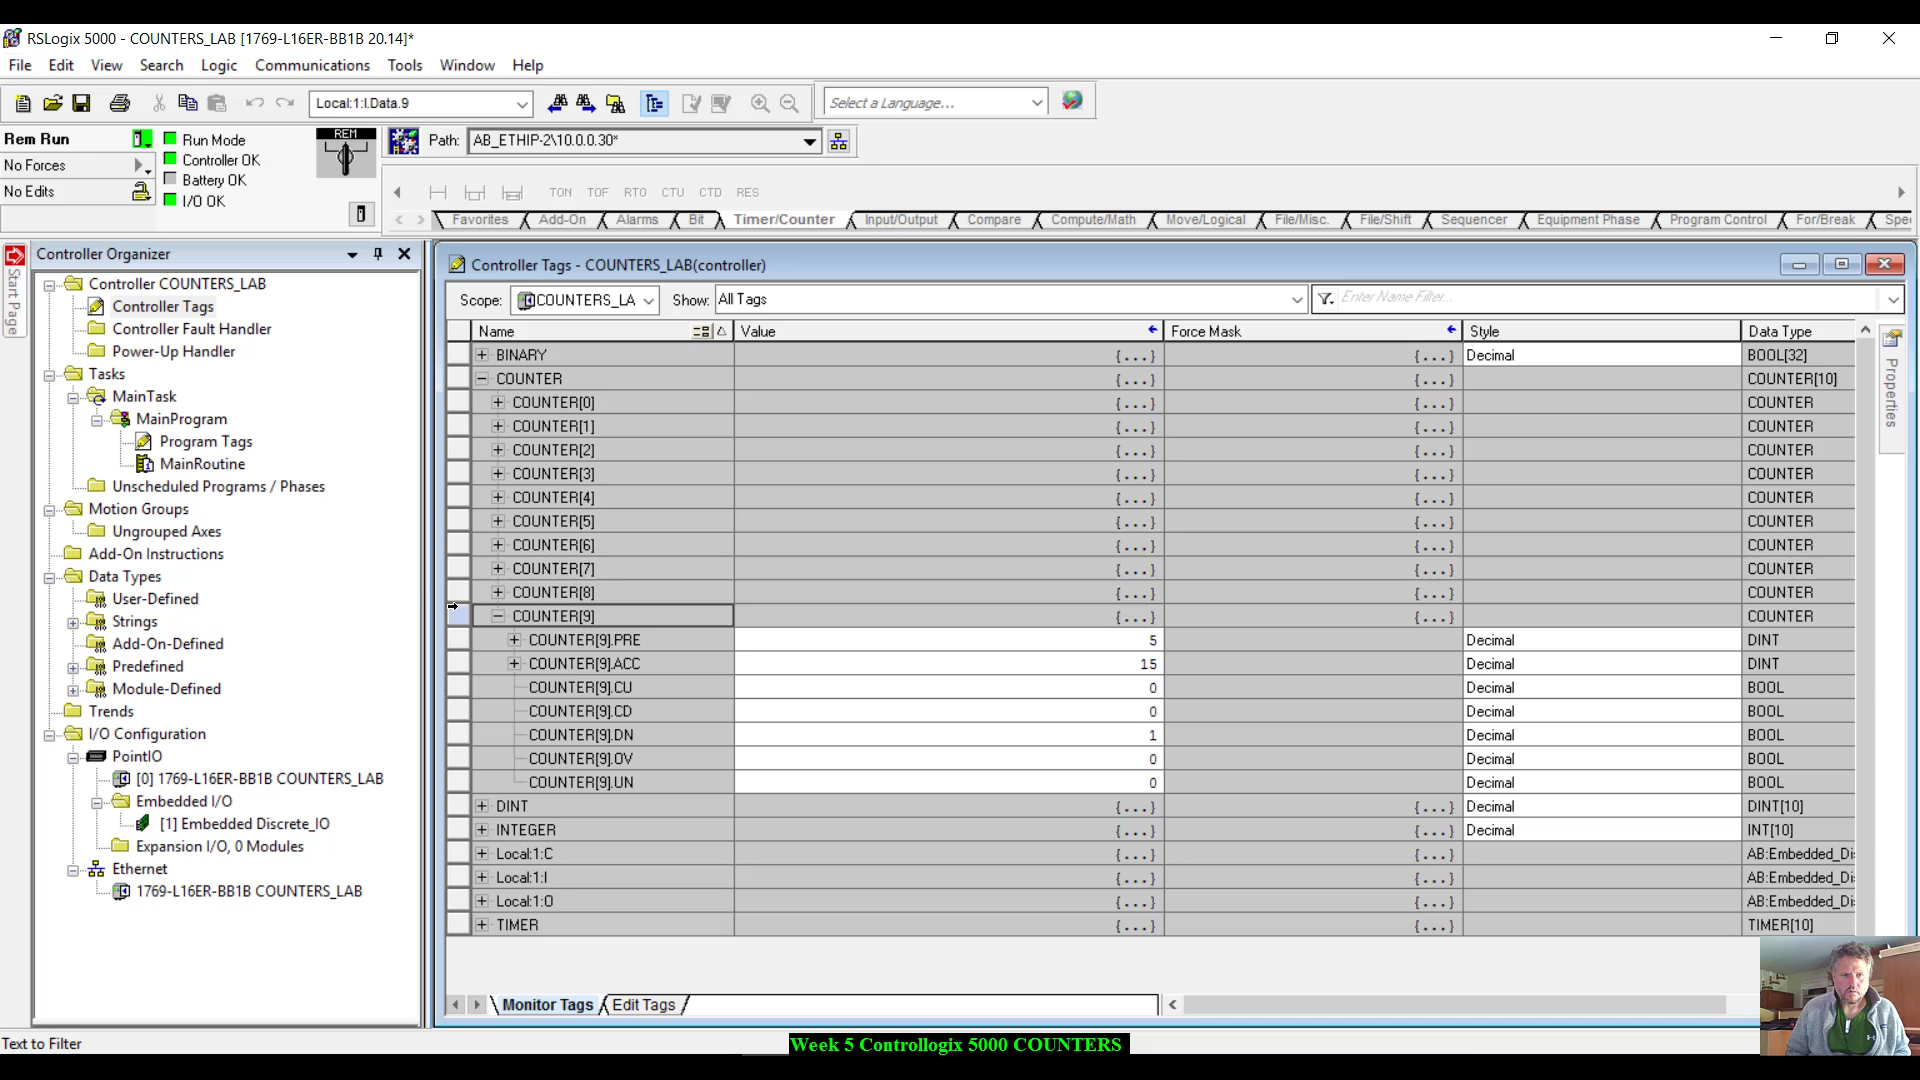 RSLogix 5000 - COUNTERS_LAB [1769-L16ER-BB1B 20.14]*
File Edit View Search Logic Communications Tools Window Help
Local:1:I.Data.9 Select a Language...
Rem Run Run Mode REM Path: AB_ETHIP-2\10.0.0.30*
No Forces Controller OK
Battery OK
No Edits I/O OK
TON TOF RTO CTU CTD RES
Favorites Add-On Alarms Bit Timer/Counter Input/Output Compare Compute/Math Move/Logical File/Misc. File/Shift Sequencer Equipment Phase Program Control For/Break Spe
Start Page
Controller Organizer
Controller COUNTERS_LAB
Controller Tags
Controller Fault Handler
Power-Up Handler
Tasks
MainTask
MainProgram
Program Tags
MainRoutine
Unscheduled Programs / Phases
Motion Groups
Ungrouped Axes
Add-On Instructions
Data Types
User-Defined
Strings
Add-On-Defined
Predefined
Module-Defined
Trends
I/O Configuration
PointIO
[0] 1769-L16ER-BB1B COUNTERS_LAB
Embedded I/O
[1] Embedded Discrete_IO
Expansion I/O, 0 Modules
Ethernet
1769-L16ER-BB1B COUNTERS_LAB
Controller Tags - COUNTERS_LAB(controller)
Scope: COUNTERS_LA Show: All Tags Enter Name Filter...
Name Value Force Mask Style Data Type
BINARY {...} {...} Decimal BOOL[32]
COUNTER {...} {...} COUNTER[10]
COUNTER[0] {...} {...} COUNTER
COUNTER[1] {...} {...} COUNTER
COUNTER[2] {...} {...} COUNTER
COUNTER[3] {...} {...} COUNTER
COUNTER[4] {...} {...} COUNTER
COUNTER[5] {...} {...} COUNTER
COUNTER[6] {...} {...} COUNTER
COUNTER[7] {...} {...} COUNTER
COUNTER[8] {...} {...} COUNTER
COUNTER[9] {...} {...} COUNTER
COUNTER[9].PRE 5 Decimal DINT
COUNTER[9].ACC 15 Decimal DINT
COUNTER[9].CU 0 Decimal BOOL
COUNTER[9].CD 0 Decimal BOOL
COUNTER[9].DN 1 Decimal BOOL
COUNTER[9].OV 0 Decimal BOOL
COUNTER[9].UN 0 Decimal BOOL
DINT {...} {...} Decimal DINT[10]
INTEGER {...} {...} Decimal INT[10]
Local:1:C {...} {...} AB:Embedded_Di
Local:1:I {...} {...} AB:Embedded_Di
Local:1:O {...} {...} AB:Embedded_Di
TIMER {...} {...} TIMER[10]
Properties
Monitor Tags Edit Tags
Text to Filter
Week 5 Controllogix 5000 COUNTERS